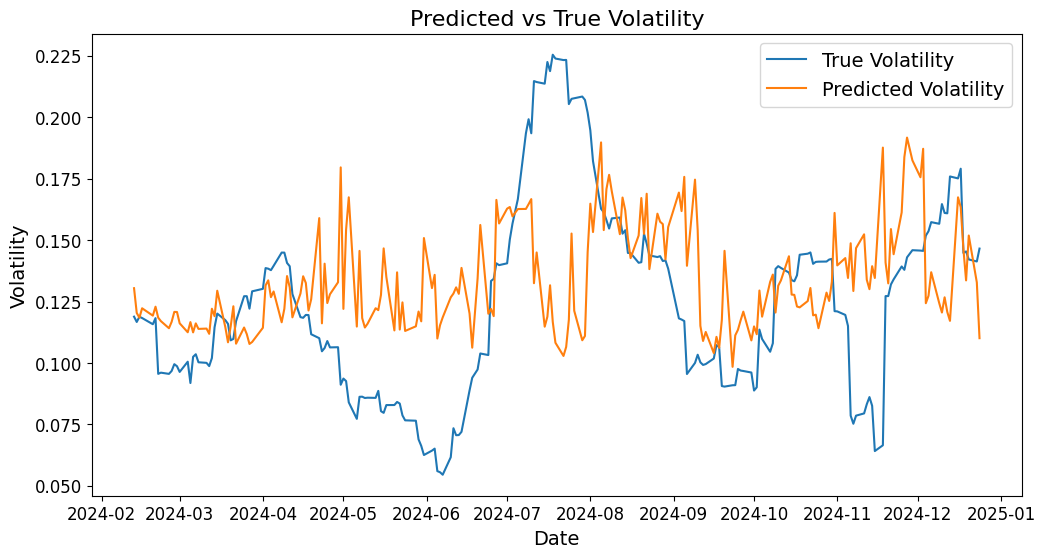 Predicted vs True Volatility
True Volatility
Predicted Volatility
Volatility
0.225
0.200
0.175
0.150
0.125
0.100
0.075
0.050
2024-02 2024-03 2024-04 2024-05 2024-06 2024-07 2024-08 2024-09 2024-10 2024-11 2024-12 2025-01
Date